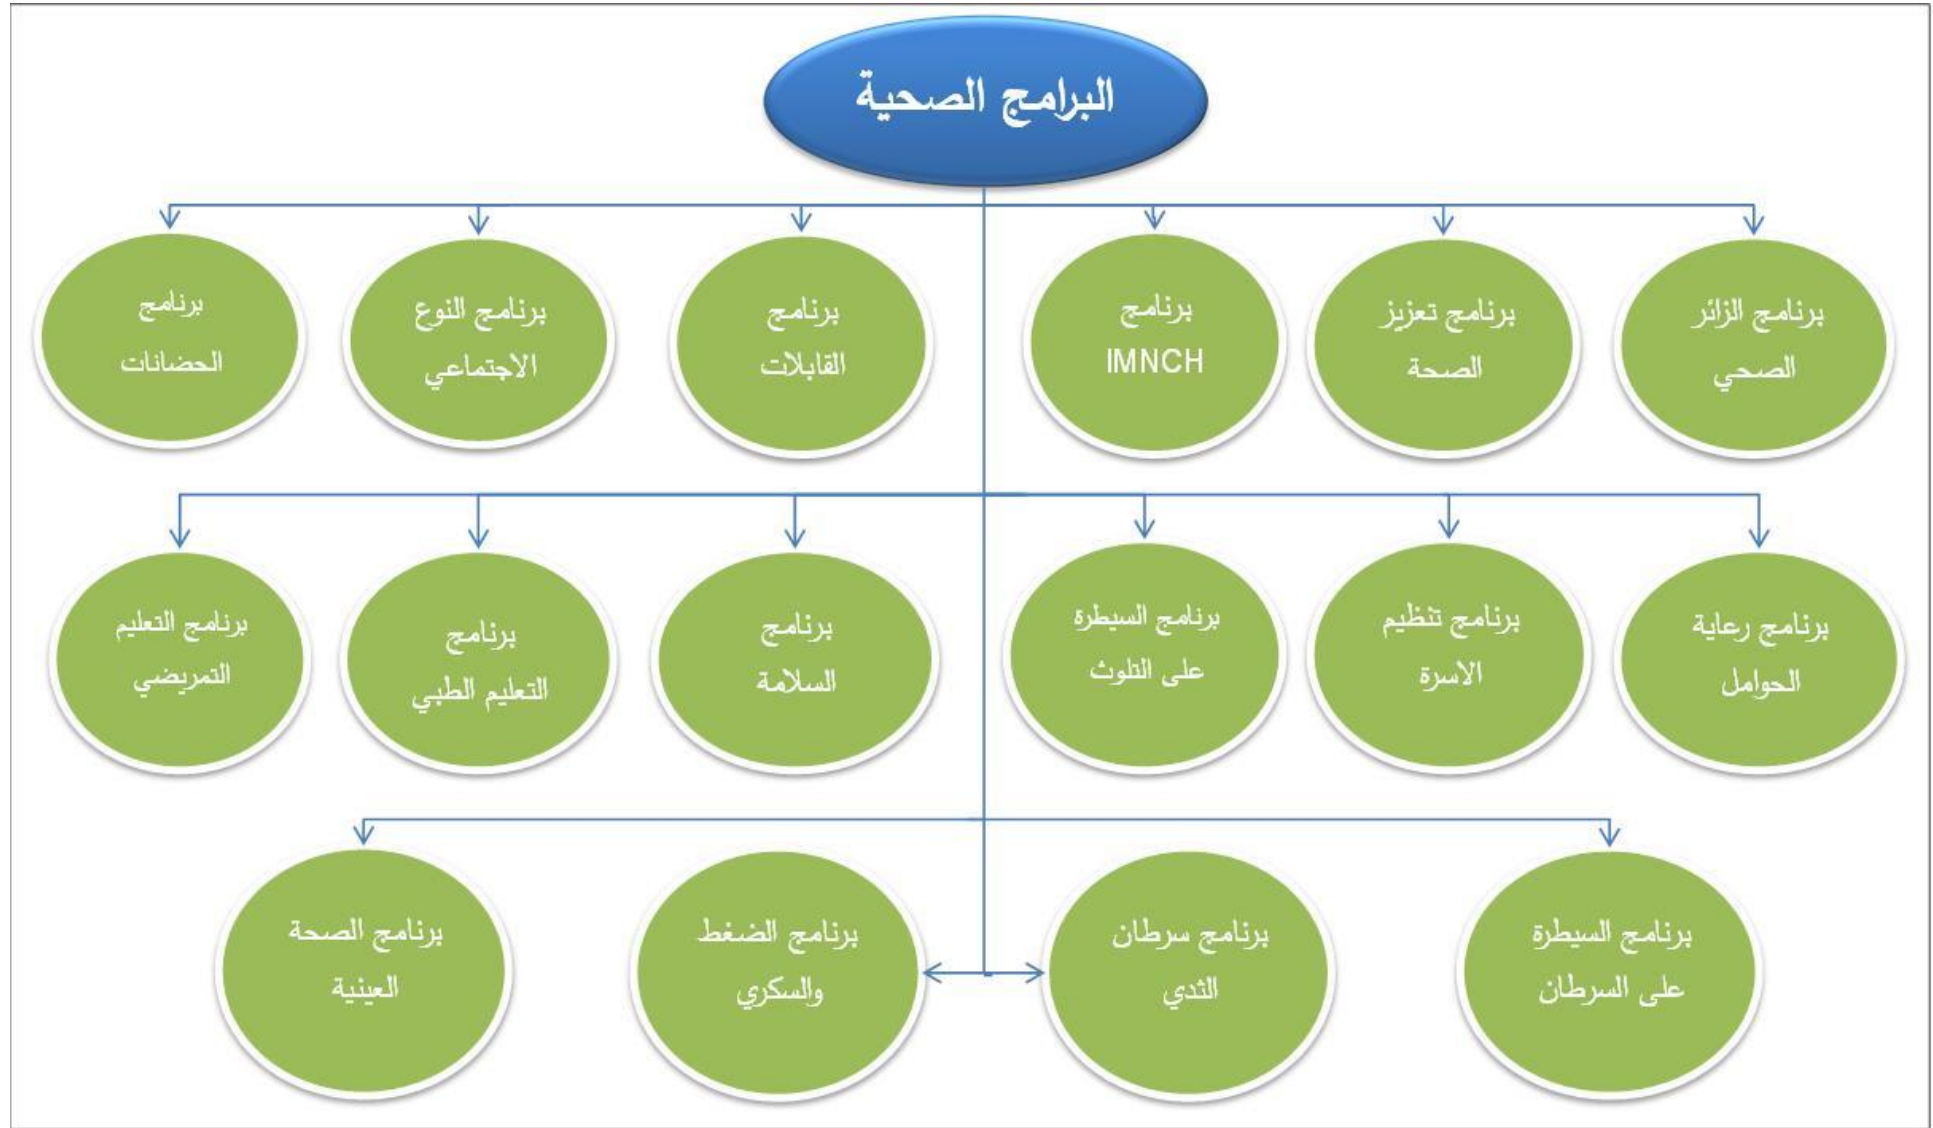 البرامج الصحية
برنامج الزائر
الصحي
برنامج تعزيز
الصحة
برنامج
IMNCH
برنامج
القابلات
برنامج النوع
الاجتماعي
برنامج
الحضانات
برنامج رعاية
الحوامل
برنامج تنظيم
الاسرة
برنامج السيطرة
على التلوث
برنامج
السلامة
برنامج
التعليم الطبي
برنامج التعليم
التمريضي
برنامج السيطرة
على السرطان
برنامج سرطان
الثدي
برنامج الضغط
والسكري
برنامج الصحة
العينية